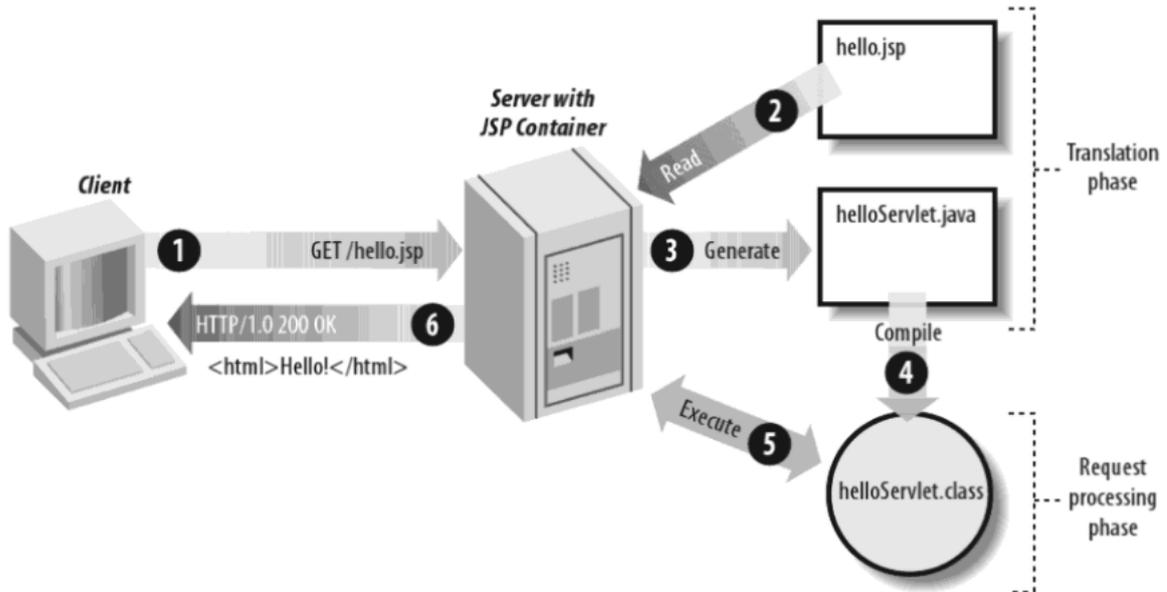 hello.jsp
2
Server with
JSP Container
Read
Translation
phase
Client
helloServlet.java
1
GET /hello.jsp
3
Generate
HTTP/1.0 200 OK
6
Compile
<html>Hello!</html>
4
Execute
5
helloServlet.class
Request
processing
phase